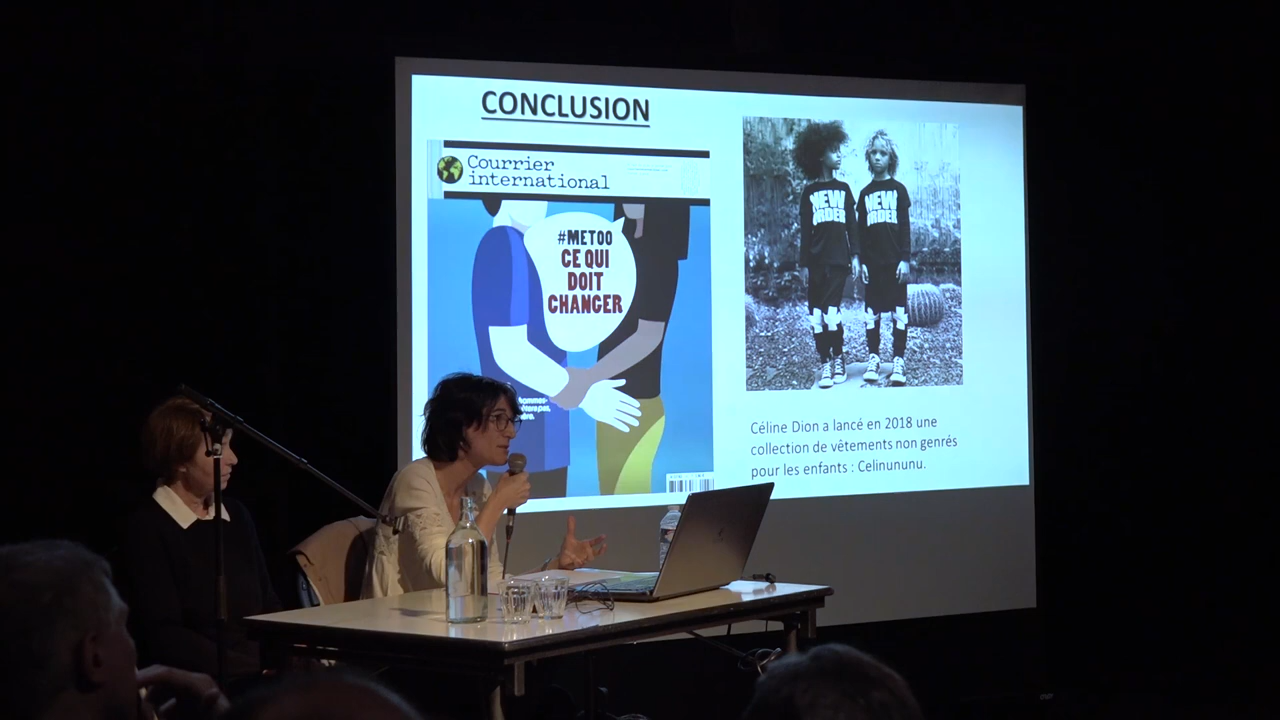 CONCLUSION
Courrier
international
#METOO
CE QUI
DOIT
CHANGER
NEW
ORDER
NEW
ORDER
Céline Dion a lancé en 2018 une
collection de vêtements non genrés
pour les enfants : Celinununu.